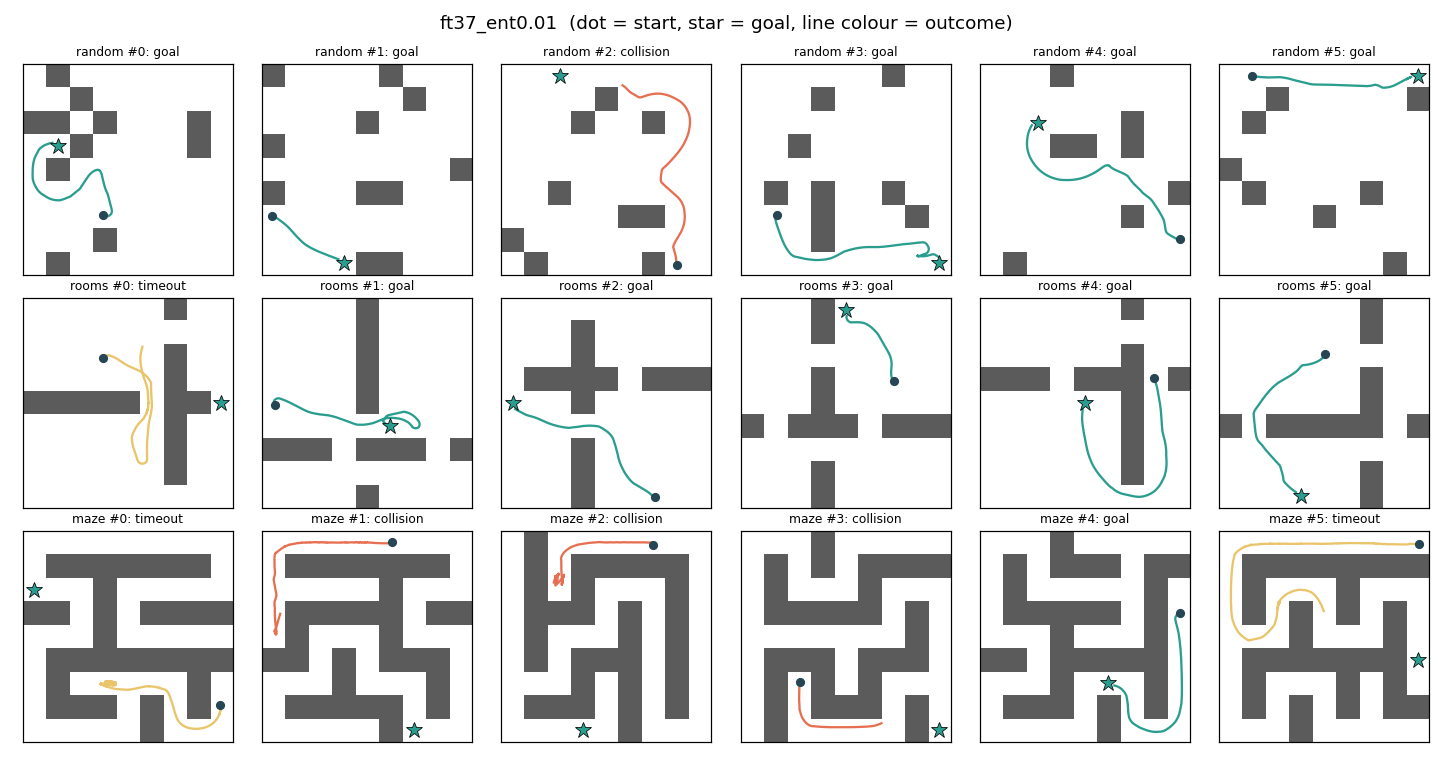 ft37_ent0.01  (dot = start, star = goal, line colour = outcome)
random #0: goal
random #1: goal
random #2: collision
random #3: goal
random #4: goal
random #5: goal
rooms #0: timeout
rooms #1: goal
rooms #2: goal
rooms #3: goal
rooms #4: goal
rooms #5: goal
maze #0: timeout
maze #1: collision
maze #2: collision
maze #3: collision
maze #4: goal
maze #5: timeout